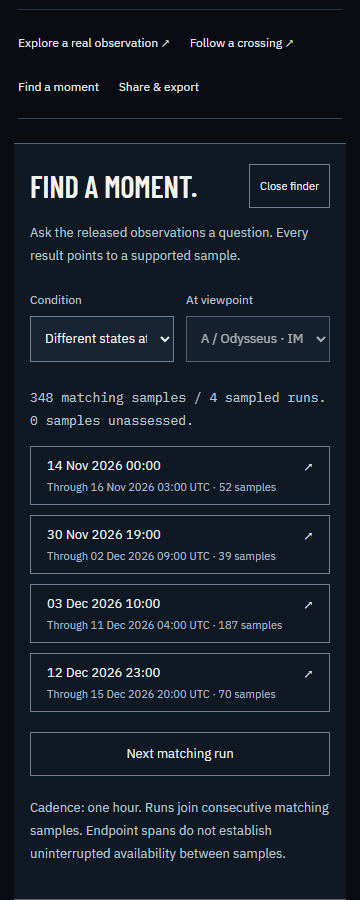 Explore a real observation ↗ Follow a crossing ↗
Find a moment Share & export
FIND A MOMENT.
Close finder
Ask the released observations a question. Every
result points to a supported sample.
Condition At viewpoint
Different states at A / Odysseus · IM
348 matching samples / 4 sampled runs.
0 samples unassessed.
14 Nov 2026 00:00 ↗
Through 16 Nov 2026 03:00 UTC · 52 samples
30 Nov 2026 19:00 ↗
Through 02 Dec 2026 09:00 UTC · 39 samples
03 Dec 2026 10:00 ↗
Through 11 Dec 2026 04:00 UTC · 187 samples
12 Dec 2026 23:00 ↗
Through 15 Dec 2026 20:00 UTC · 70 samples
Next matching run
Cadence: one hour. Runs join consecutive matching
samples. Endpoint spans do not establish
uninterrupted availability between samples.